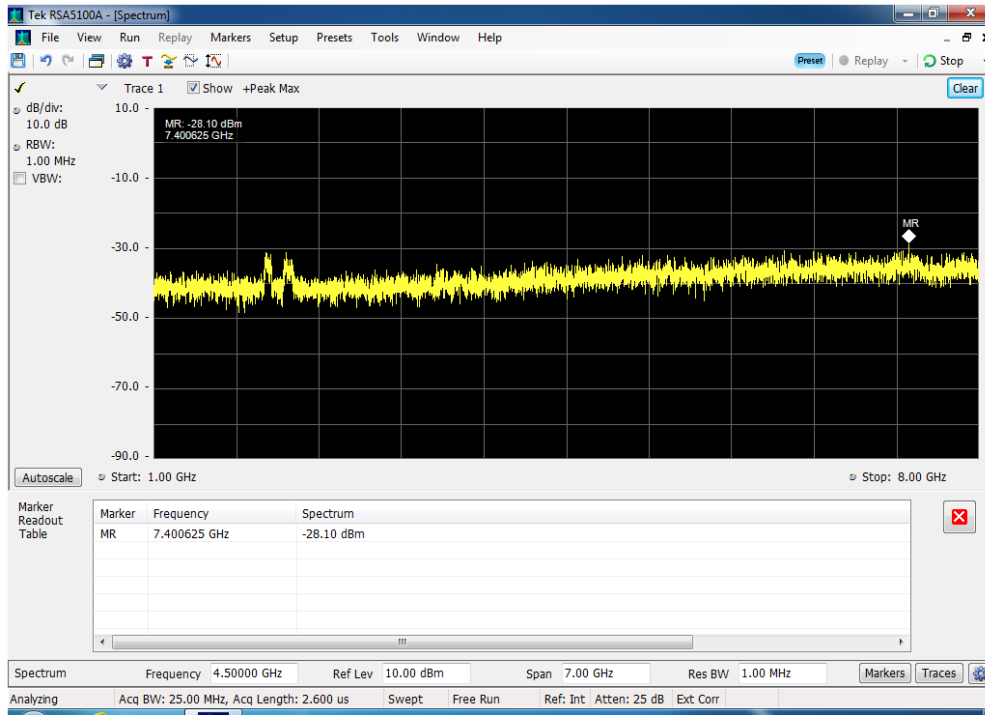 Tek RSA5100A - [Spectrum]
File View Run Replay Markers Setup Presets Tools Window Help
T Preset Replay Stop
Trace 1 Show +Peak Max Clear
dB/div:
10.0 dB
RBW:
1.00 MHz
VBW:
10.0
-10.0
-30.0
-50.0
-70.0
-90.0
MR: -28.10 dBm
7.400625 GHz
MR
Autoscale Start: 1.00 GHz Stop: 8.00 GHz
Marker
Readout
Table
Marker Frequency Spectrum
MR 7.400625 GHz -28.10 dBm
Spectrum Frequency 4.50000 GHz Ref Lev 10.00 dBm Span 7.00 GHz Res BW 1.00 MHz Markers Traces
Analyzing Acq BW: 25.00 MHz, Acq Length: 2.600 us Swept Free Run Ref: Int Atten: 25 dB Ext Corr